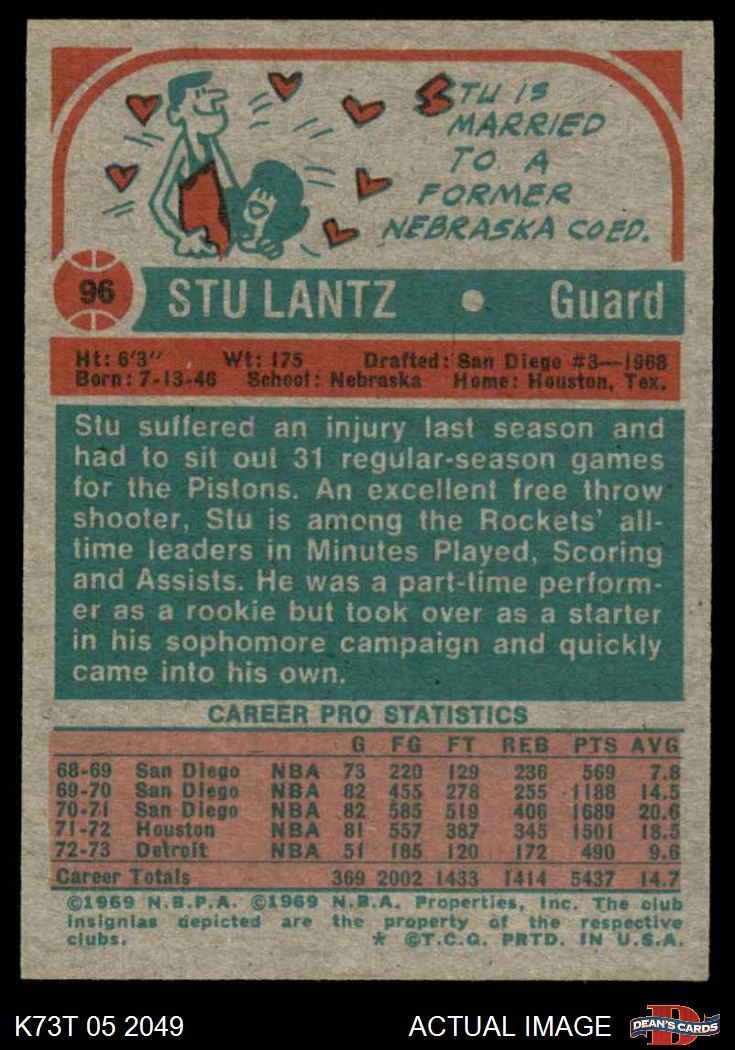 STU IS
MARRIED
TO A
FORMER
NEBRASKA COED.
96 STU LANTZ • Guard
Ht: 6'3" Wt: 175 Drafted: San Diego #3—1968
Born: 7-13-46 School: Nebraska Home: Houston, Tex.
Stu suffered an injury last season and
had to sit out 31 regular-season games
for the Pistons. An excellent free throw
shooter, Stu is among the Rockets' all-
time leaders in Minutes Played, Scoring
and Assists. He was a part-time perform-
er as a rookie but took over as a starter
in his sophomore campaign and quickly
came into his own.
CAREER PRO STATISTICS
G FG FT REB PTS AVG
68-69 San Diego NBA 73 220 129 236 569 7.8
69-70 San Diego NBA 82 455 278 255 1188 14.5
70-71 San Diego NBA 82 585 519 406 1689 20.6
71-72 Houston NBA 81 557 387 345 1501 18.5
72-73 Detroit NBA 51 185 120 172 490 9.6
Career Totals 369 2002 1433 1414 5437 14.7
©1969 N.B.P.A. ©1969 N.B.A. Properties, Inc. The club
insignias depicted are the property of the respective
clubs. * ©T.C.G. PRTD. IN U.S.A.
K73T 05 2049 ACTUAL IMAGE D DEAN'S CARDS